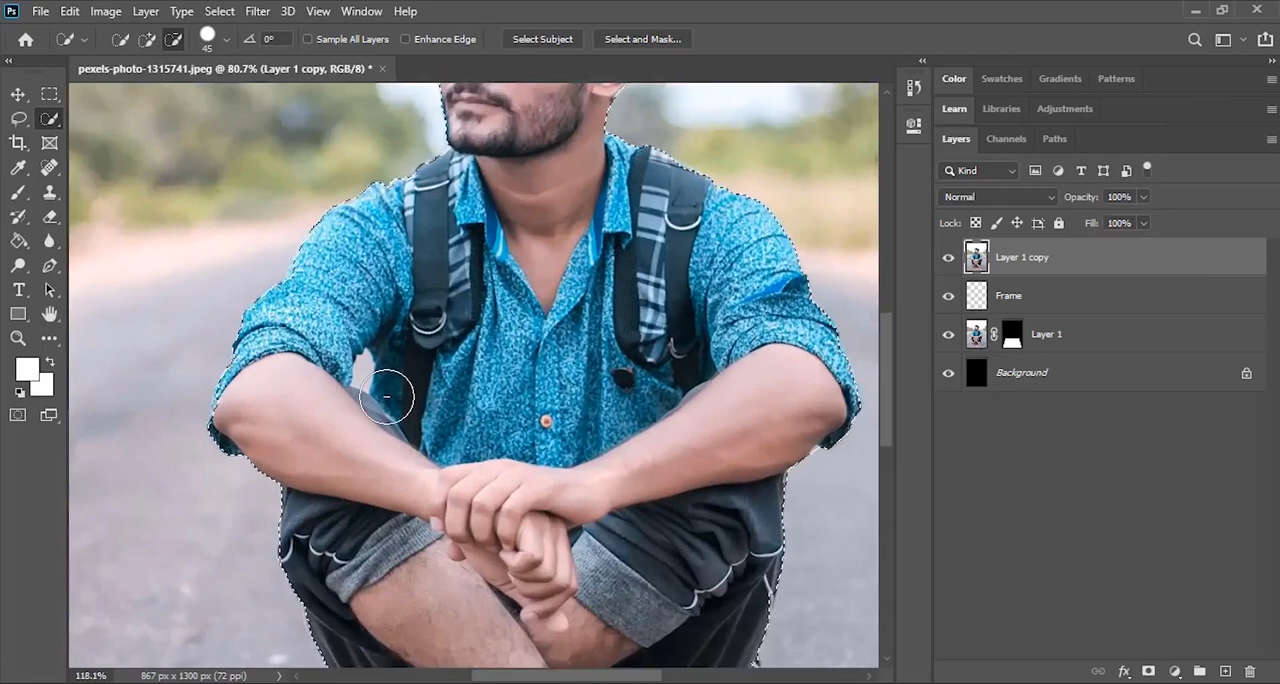 Ps File Edit Image Layer Type Select Filter 3D View Window Help
45 0° Sample All Layers Enhance Edge Select Subject Select and Mask...
pexels-photo-1315741.jpeg @ 80.7% (Layer 1 copy, RGB/8) * ×
Color Swatches Gradients Patterns
Learn Libraries Adjustments
Layers Channels Paths
Kind
Normal Opacity: 100%
Lock: Fill: 100%
Layer 1 copy
Frame
Layer 1
Background
118.1% 867 px x 1300 px (72 ppi)
fx